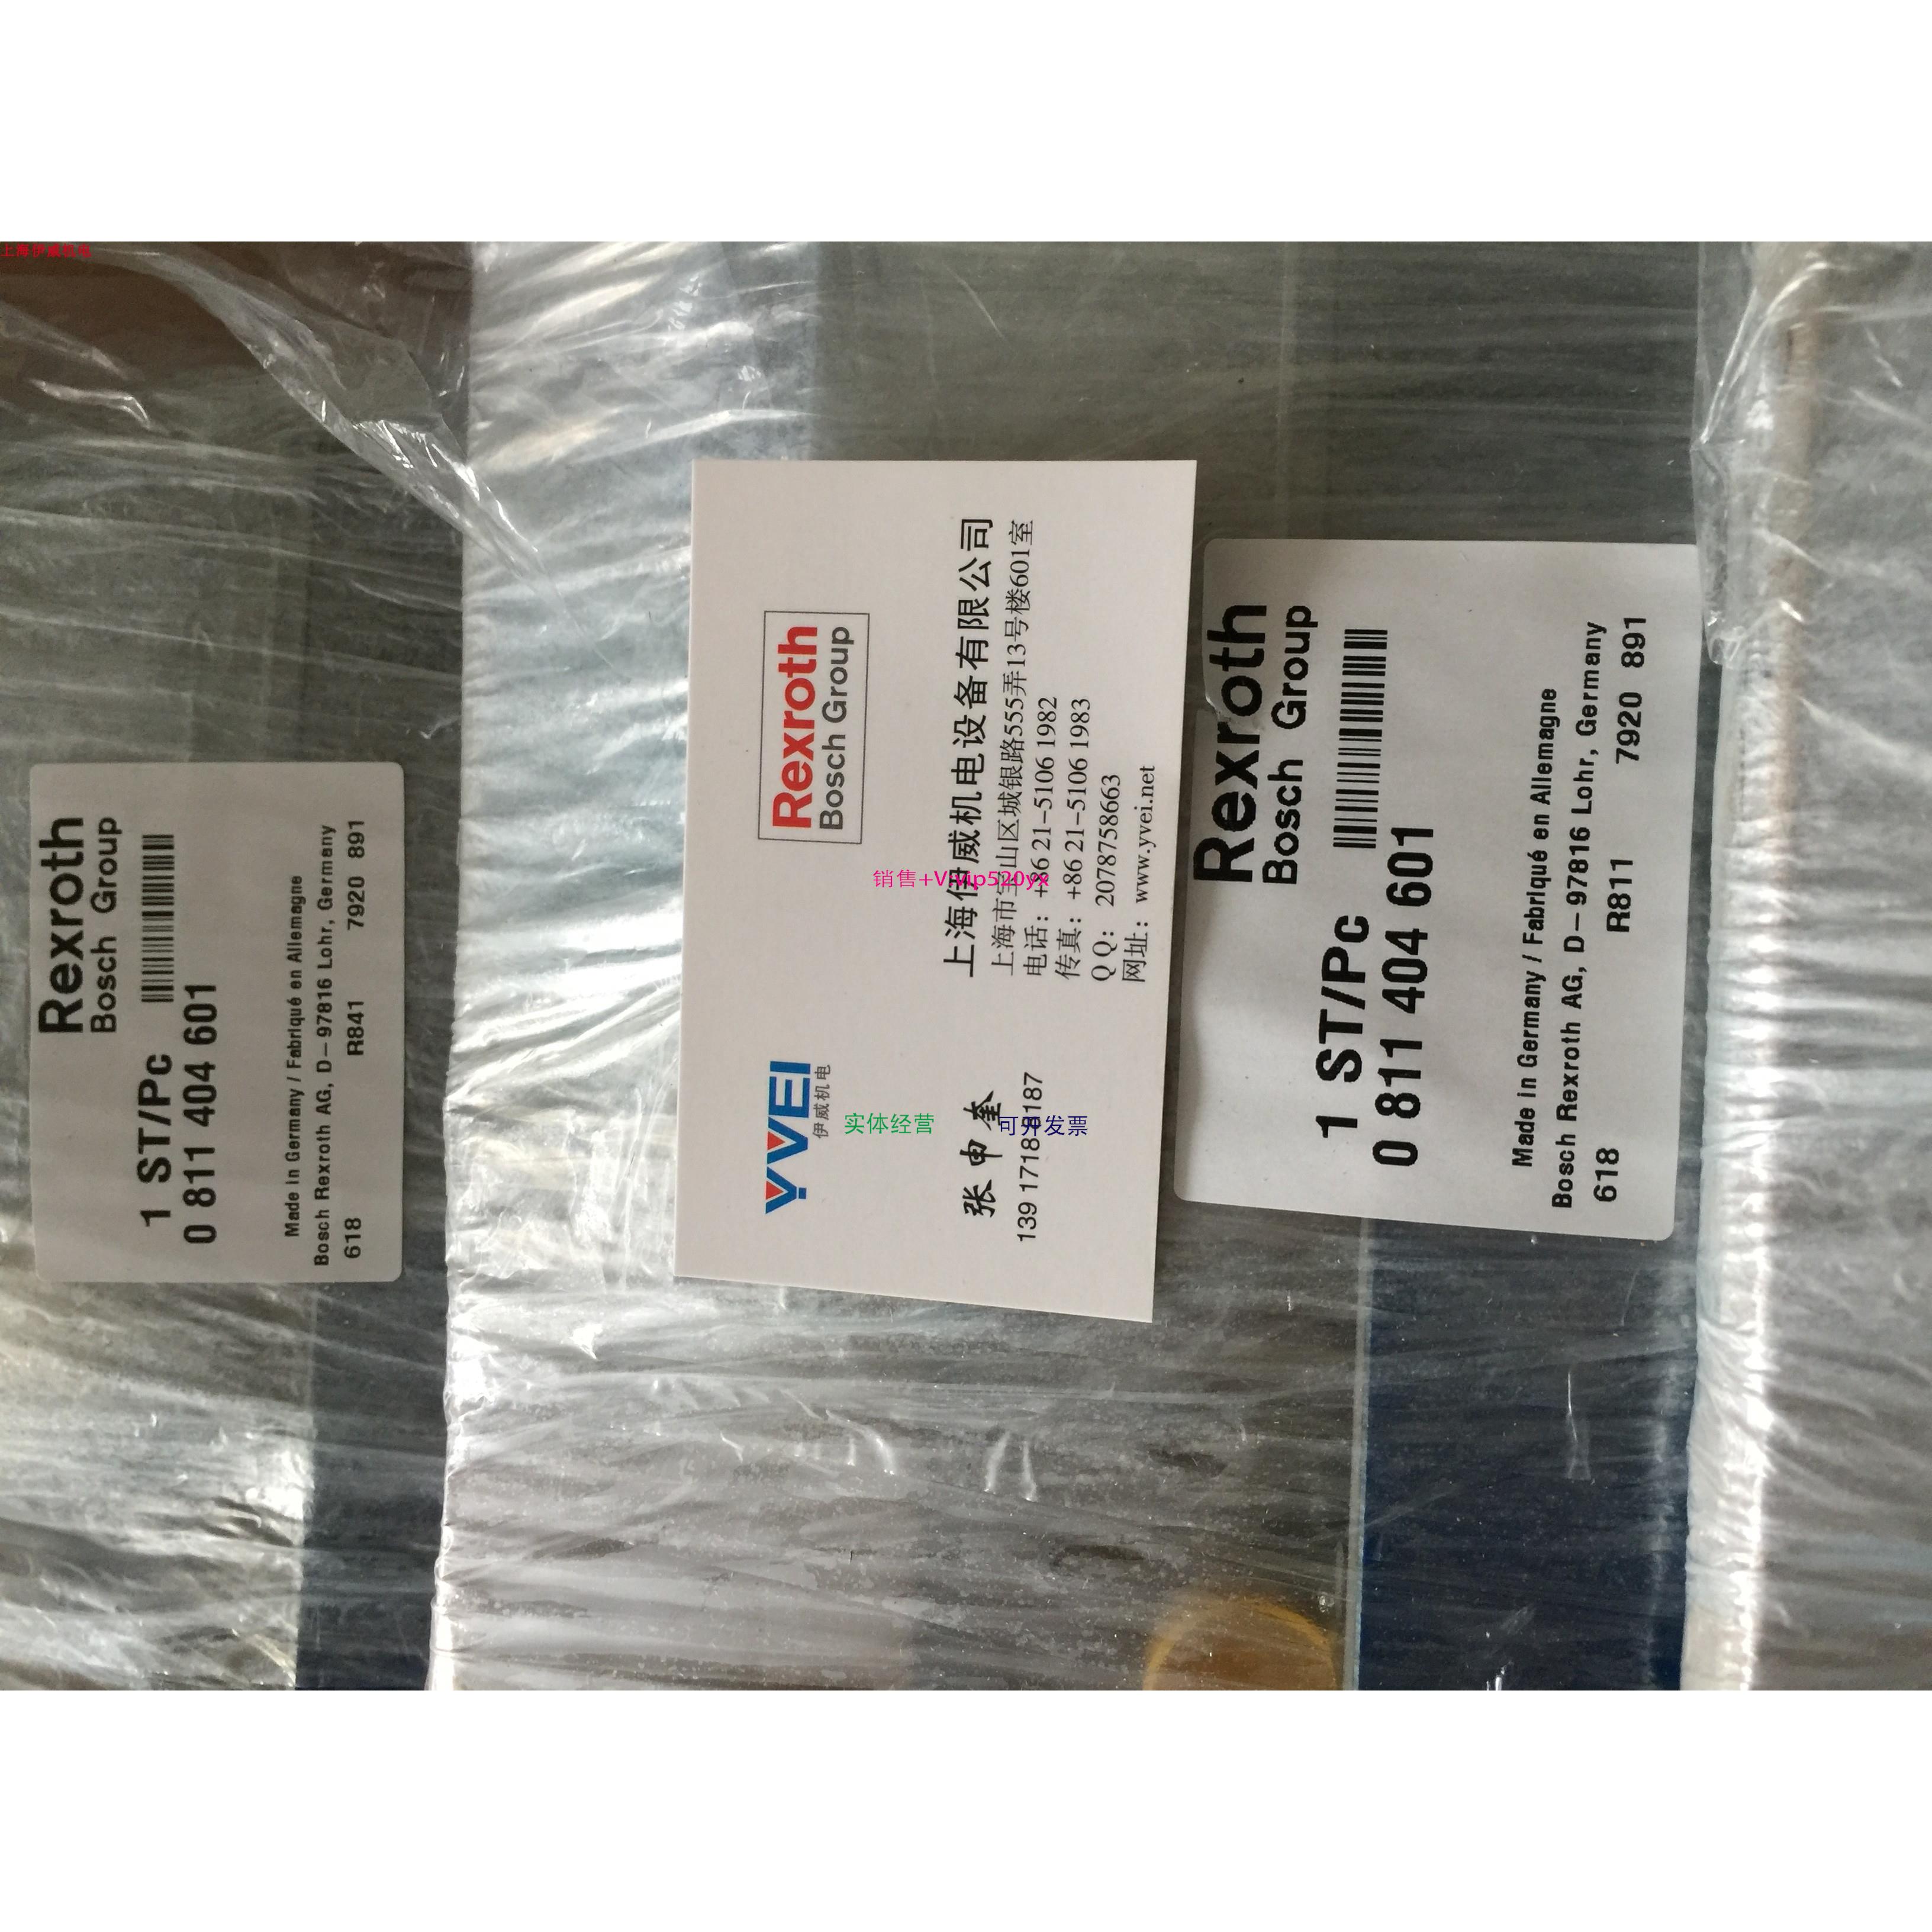 上海伊威机电
Rexroth
Bosch Group
1 ST/Pc
0 811 404 601
Made in Germany / Fabriqué en Allemagne
Bosch Rexroth AG, D-97816 Lohr, Germany
618 R841 7920 891
YVEI
伊威机电
Rexroth
Bosch Group
张申奎
上海伊威机电设备有限公司
上海市宝山区城银路555弄13号楼601室
电话：+86 21-5106 1982
传真：+86 21-5106 1983
Q Q：2078758663
网址：www.yvei.net
销售+V:vip520yx
实体经营
可开发票
Rexroth
Bosch Group
1 ST/Pc
0 811 404 601
Made in Germany / Fabriqué en Allemagne
Bosch Rexroth AG, D-97816 Lohr, Germany
618 R811 7920 891